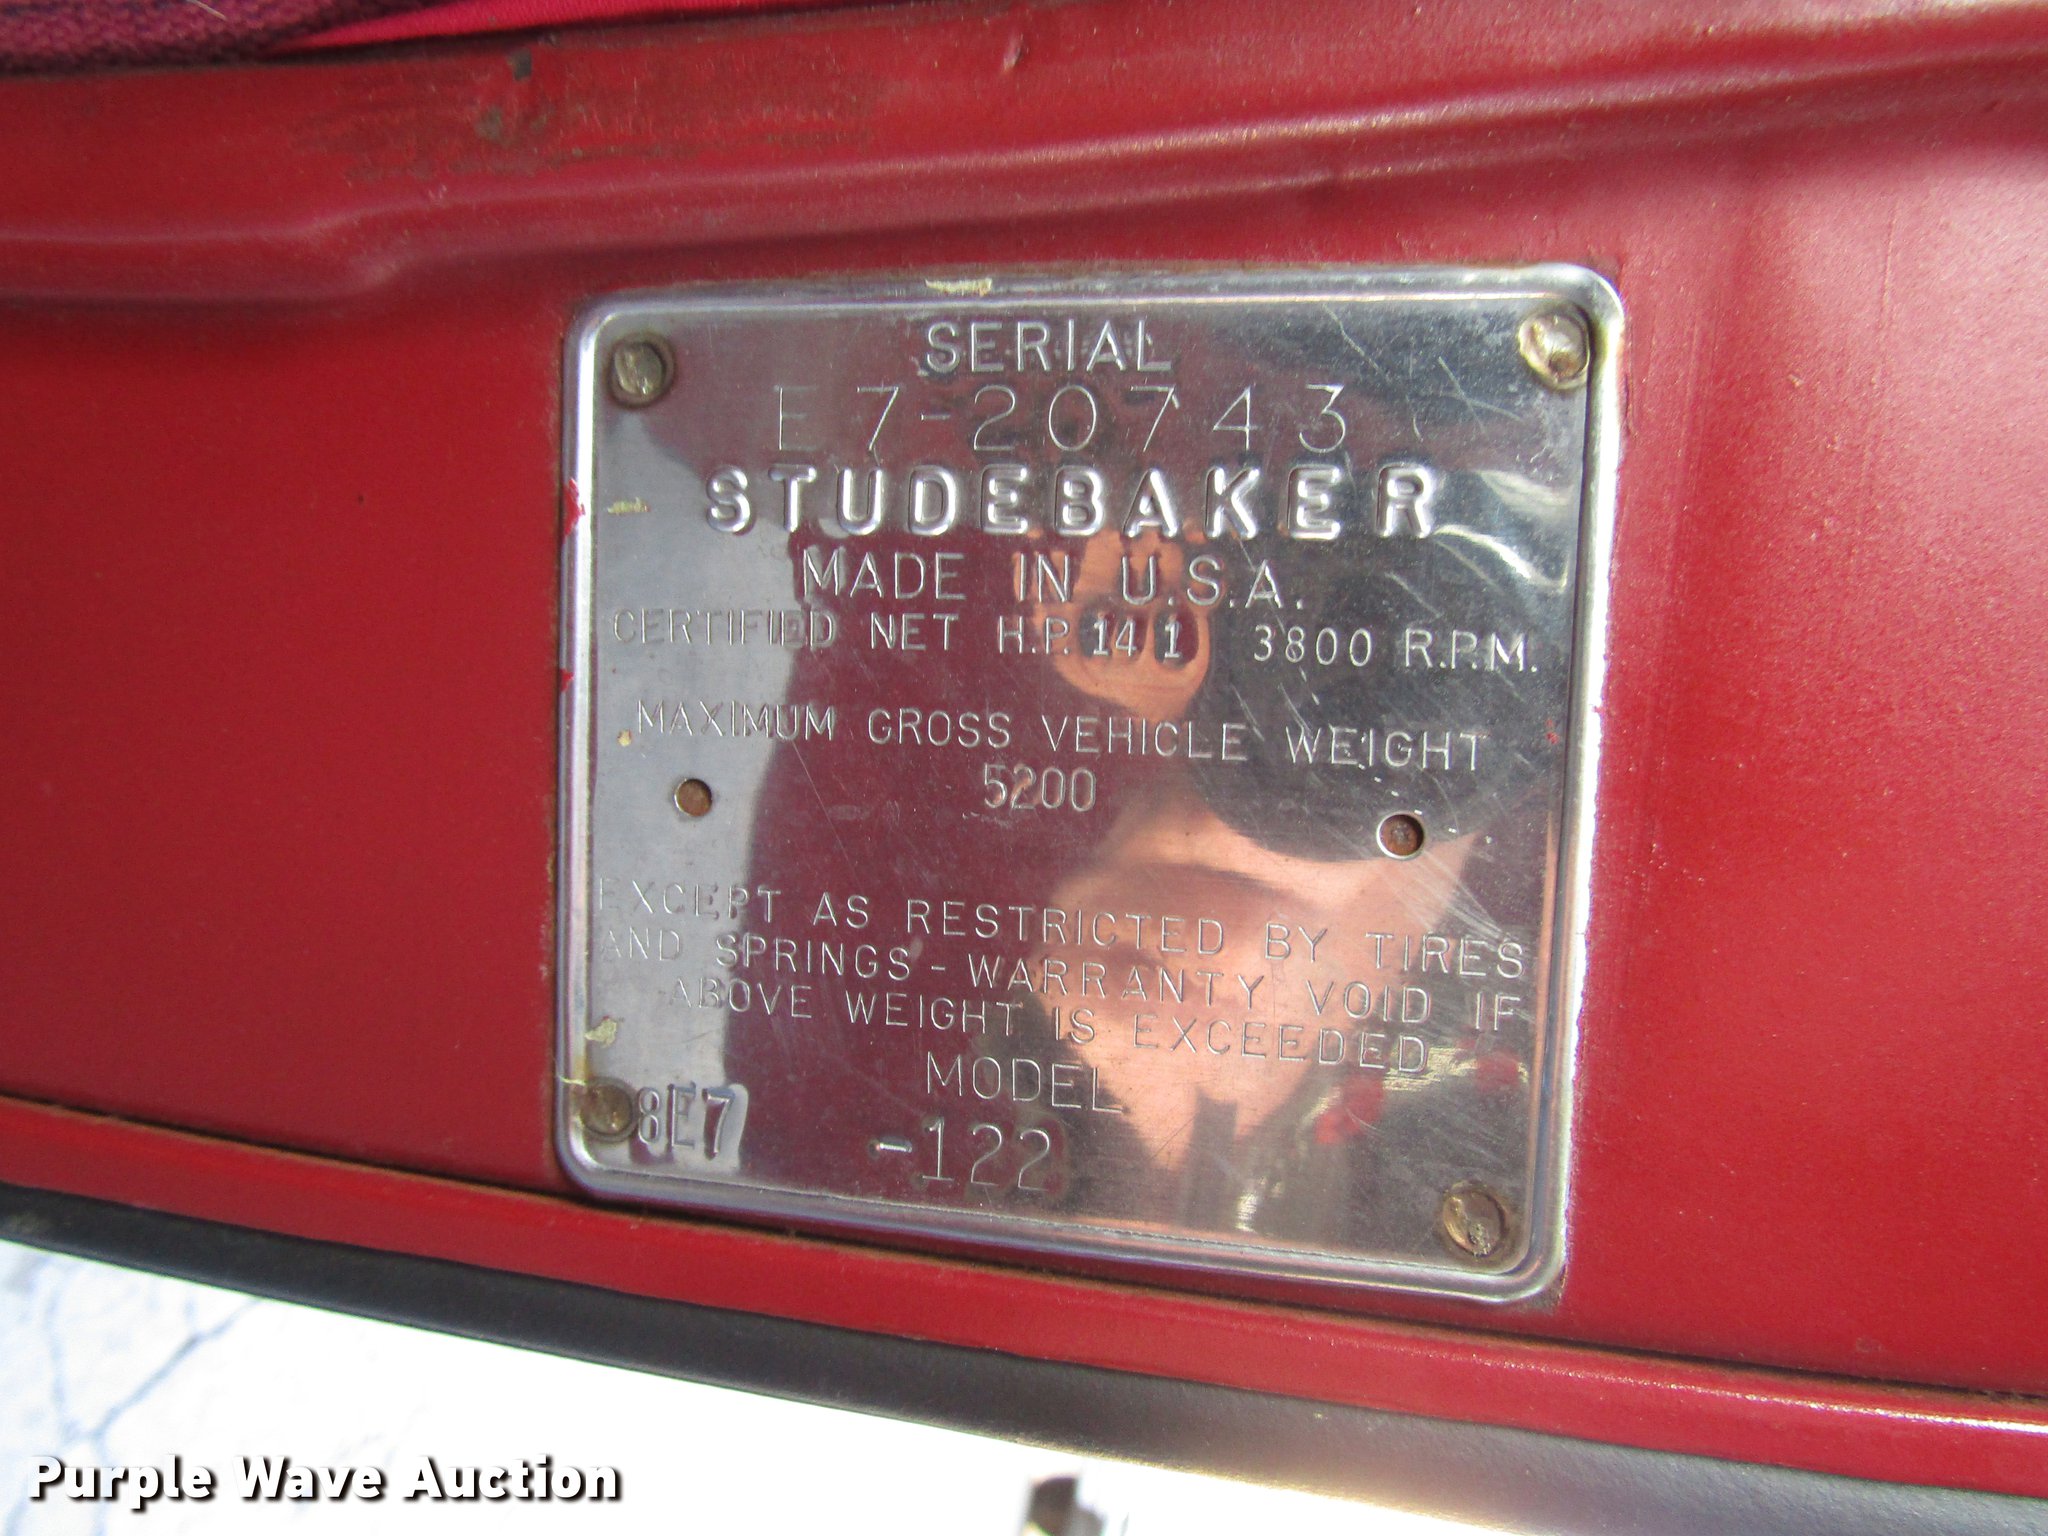 SERIAL
E7-20743
STUDEBAKER
MADE IN U.S.A.
CERTIFIED NET H.P. 141 3800 R.P.M.
MAXIMUM GROSS VEHICLE WEIGHT
5200
EXCEPT AS RESTRICTED BY TIRES
AND SPRINGS - WARRANTY VOID IF
ABOVE WEIGHT IS EXCEEDED
MODEL
8E7 -122
Purple Wave Auction